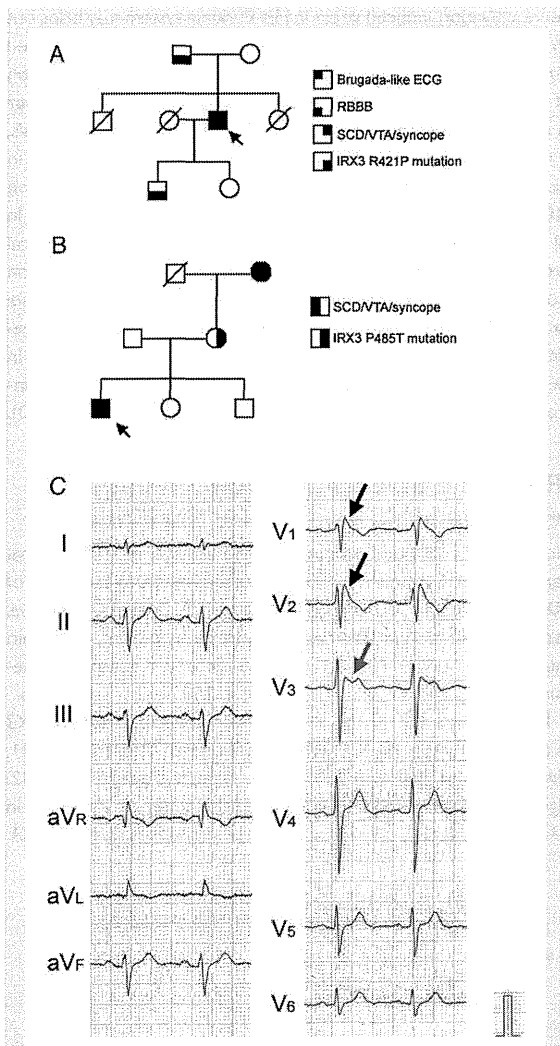 A
Brugada-like ECG
RBBB
SCD/VTA/syncope
IRX3 R421P mutation
B
SCD/VTA/syncope
IRX3 P485T mutation
C
I
II
III
aVR
aVL
aVF
V1
V2
V3
V4
V5
V6